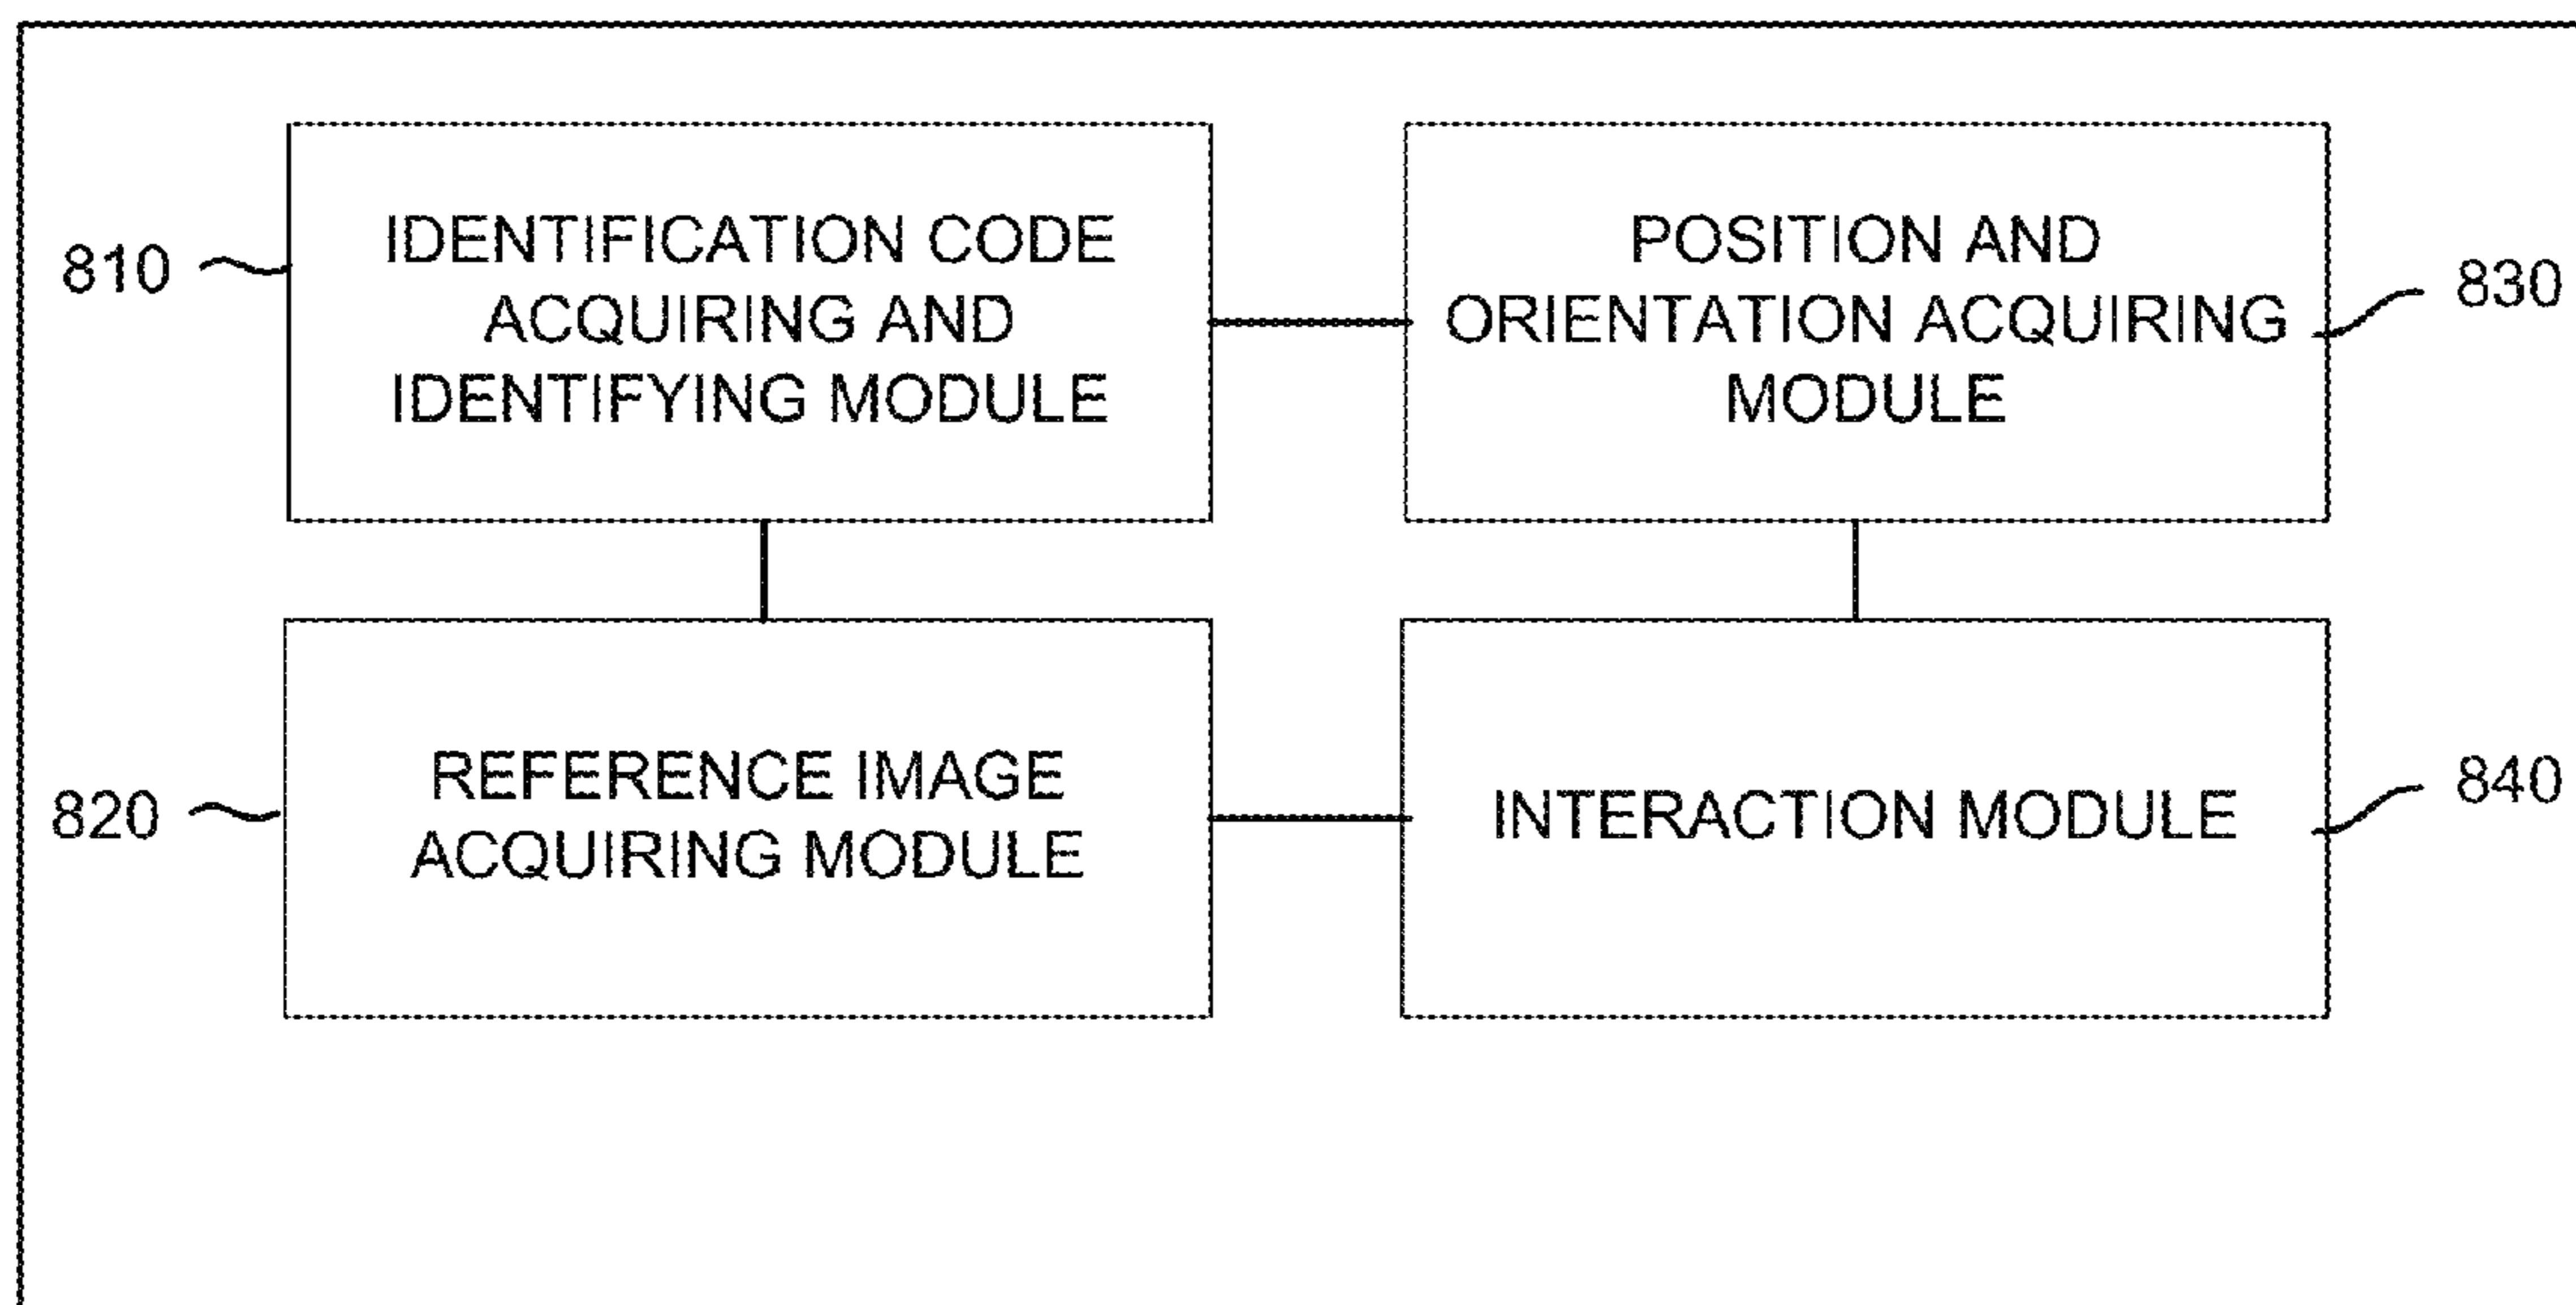 810
IDENTIFICATION CODE
ACQUIRING AND
IDENTIFYING MODULE
POSITION AND
ORIENTATION ACQUIRING
MODULE
830
820
REFERENCE IMAGE
ACQUIRING MODULE
INTERACTION MODULE
840